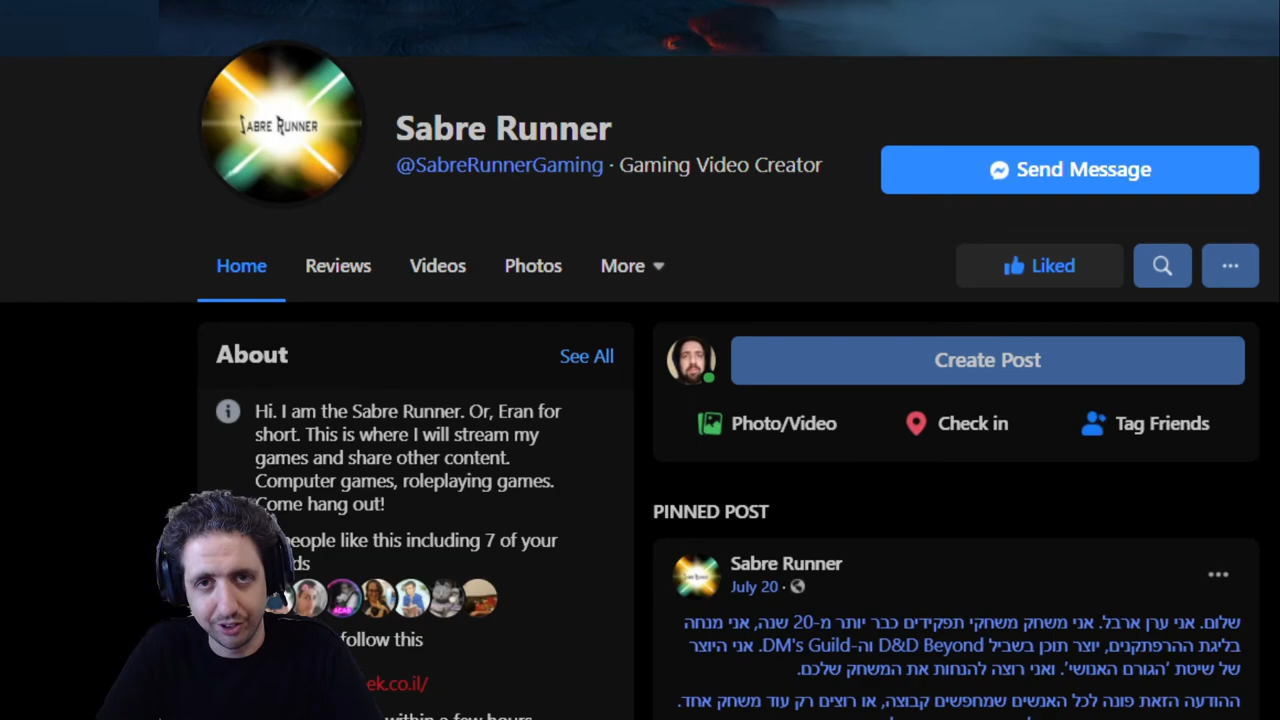 SABRE RUNNER
Sabre Runner
@SabreRunnerGaming · Gaming Video Creator
Send Message
Home Reviews Videos Photos More
Liked
About
See All
Hi. I am the Sabre Runner. Or, Eran for
short. This is where I will stream my
games and share other content.
Computer games, roleplaying games.
Come hang out!
people like this including 7 of your
ACAB
follow this
ek.co.il/
within a few hours
Create Post
Photo/Video Check in Tag Friends
PINNED POST
Sabre Runner
July 20 ·
שלום. אני ערן ארבל. אני משחק משחקי תפקידים כבר יותר מ-20 שנה, אני מנחה
בליגת ההרפתקנים, יוצר תוכן בשביל D&D Beyond וה-DM's Guild. אני היוצר
של שיטת 'הגורם האנושי'. ואני רוצה להנחות את המשחק שלכם.
ההודעה הזאת פונה לכל האנשים שמחפשים קבוצה, או רוצים רק עוד משחק אחד.